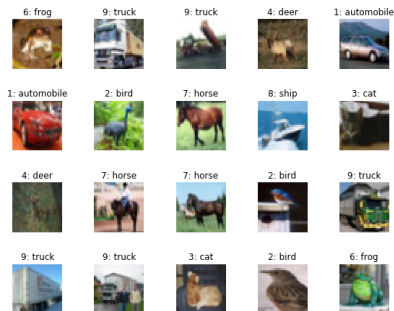 6: frog 9: truck 9: truck 4: deer 1: automobile
1: automobile 2: bird 7: horse 8: ship 3: cat
4: deer 7: horse 7: horse 2: bird 9: truck
9: truck 9: truck 3: cat 2: bird 6: frog